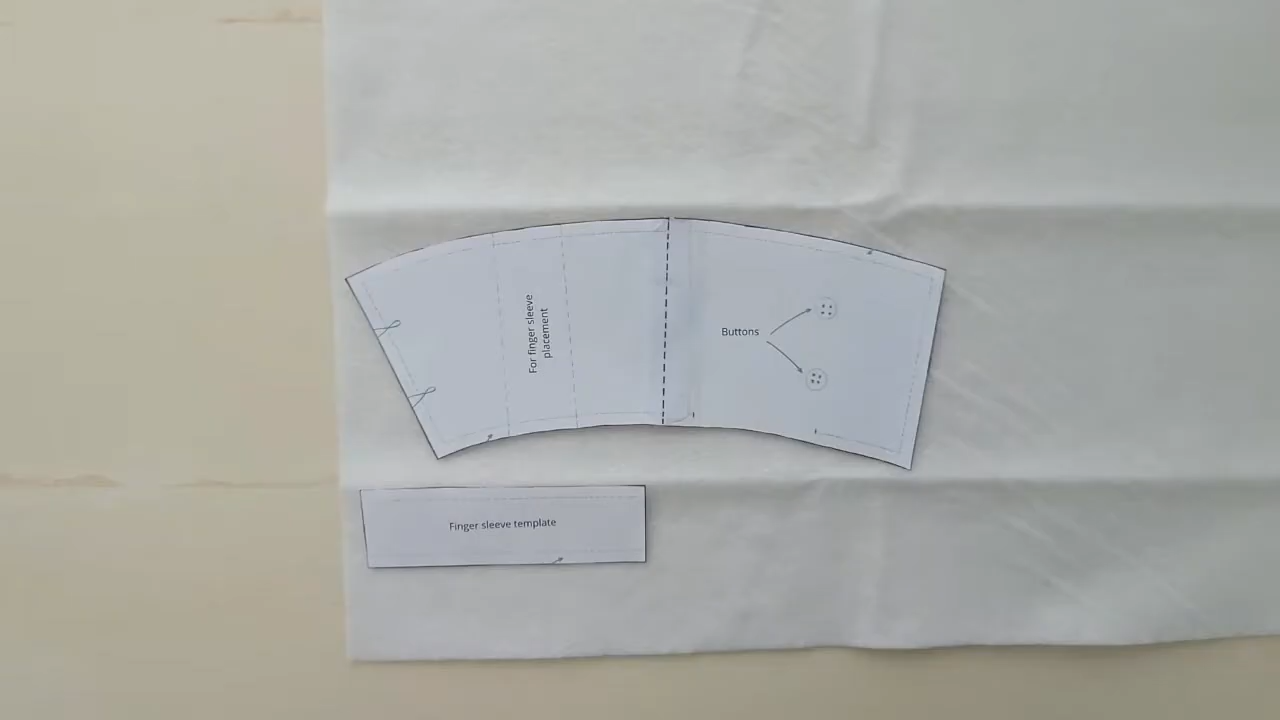 For finger sleeve
placement
Buttons
Finger sleeve template